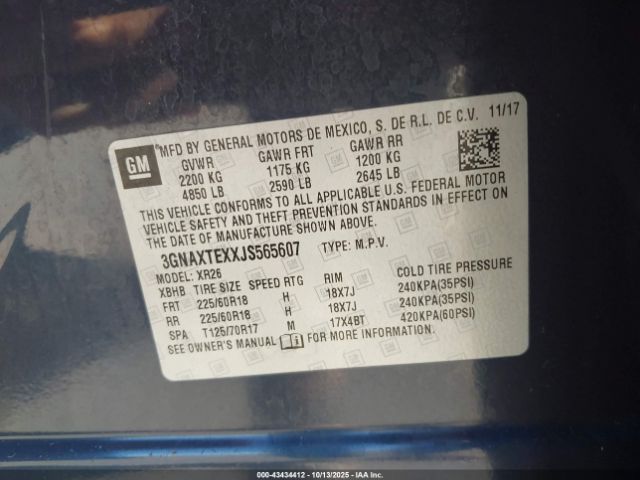 GM
MFD BY GENERAL MOTORS DE MEXICO, S. DE R.L. DE C.V. 11/17
GVWR GAWR FRT GAWR RR
2200 KG 1175 KG 1200 KG
4850 LB 2590 LB 2645 LB
THIS VEHICLE CONFORMS TO ALL APPLICABLE U.S. FEDERAL MOTOR
VEHICLE SAFETY AND THEFT PREVENTION STANDARDS IN EFFECT ON
THE DATE OF MANUFACTURE SHOWN ABOVE.
3GNAXTEXXJS565607 TYPE: M.P.V.
MODEL: XR26
XBHB TIRE SIZE SPEED RTG RIM COLD TIRE PRESSURE
FRT 225/60R18 H 18X7J 240KPA(35PSI)
RR 225/60R18 H 18X7J 240KPA(35PSI)
SPA T125/70R17 M 17X4BT 420KPA(60PSI)
SEE OWNER'S MANUAL FOR MORE INFORMATION.
000-43434412 | 10/13/2025 - Copyright © IAA, LLC